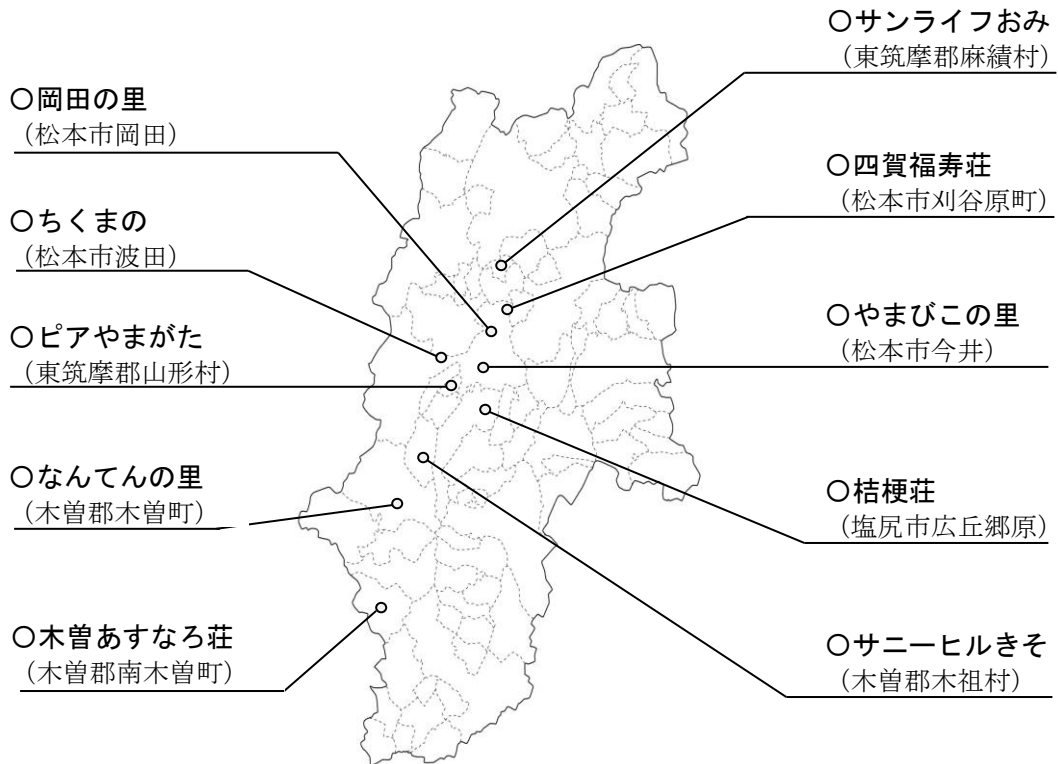 ○サンライフおみ
（東筑摩郡麻績村）
○岡田の里
（松本市岡田）
○四賀福寿荘
（松本市刈谷原町）
○ちくまの
（松本市波田）
○やまびこの里
（松本市今井）
○ピアやまがた
（東筑摩郡山形村）
○なんてんの里
（木曽郡木曽町）
○桔梗荘
（塩尻市広丘郷原）
○木曽あすなろ荘
（木曽郡南木曽町）
○サニーヒルきそ
（木曽郡木祖村）